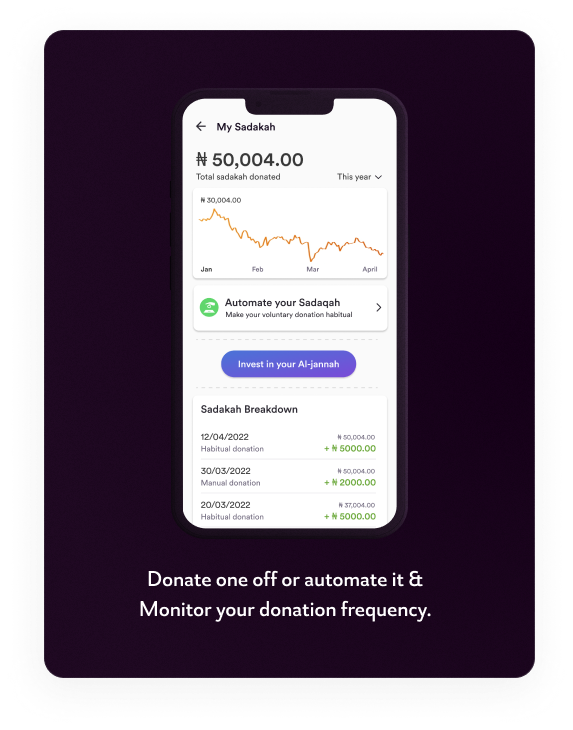 My Sadakah
₦ 50,004.00
Total sadakah donated
This year
₦ 30,004.00
Jan Feb Mar April
Automate your Sadaqah
Make your voluntary donation habitual
Invest in your Al-jannah
Sadakah Breakdown
12/04/2022 ₦ 50,004.00
Habitual donation + ₦ 5000.00
30/03/2022 ₦ 50,004.00
Manual donation + ₦ 2000.00
20/03/2022 ₦ 37,004.00
Habitual donation + ₦ 5000.00
Donate one off or automate it &
Monitor your donation frequency.